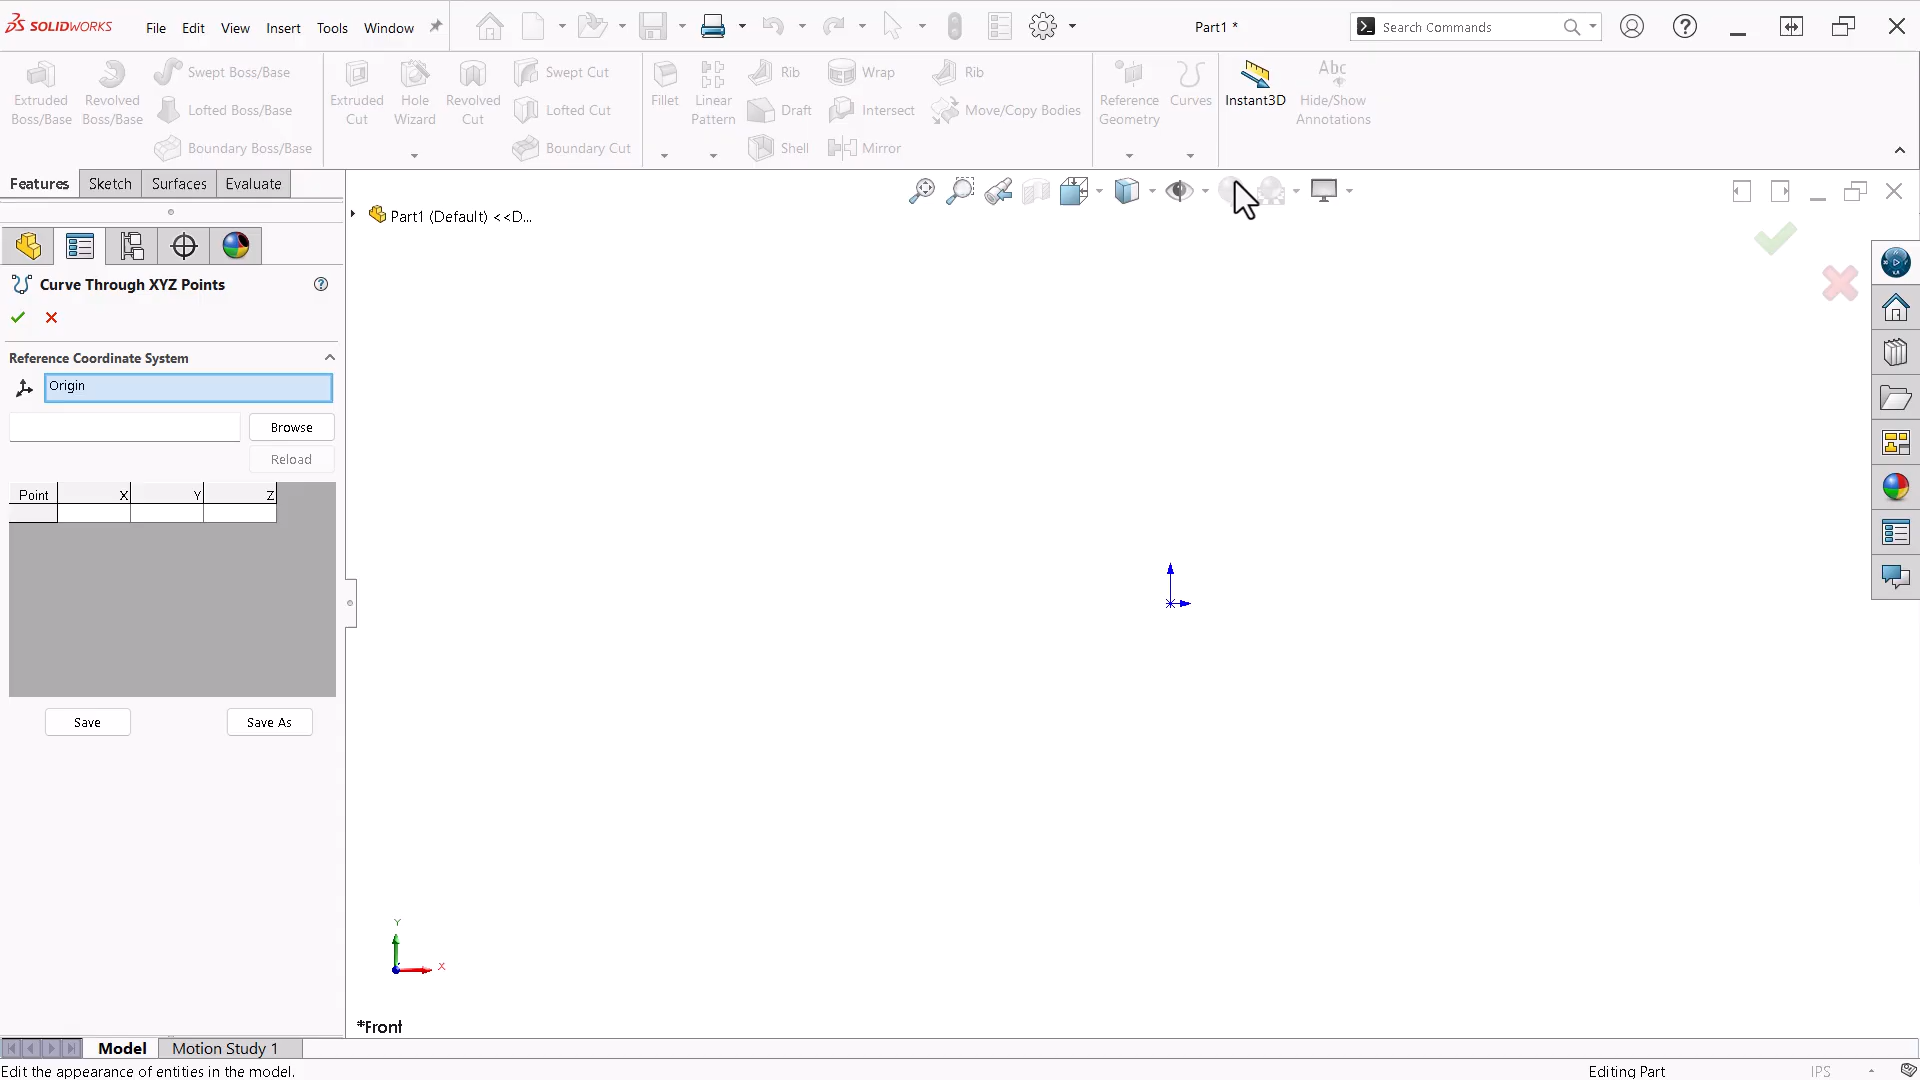 SOLIDWORKS
File Edit View Insert Tools Window
Part1 *
Search Commands
Extruded Boss/Base
Revolved Boss/Base
Swept Boss/Base
Lofted Boss/Base
Boundary Boss/Base
Extruded Cut
Hole Wizard
Revolved Cut
Swept Cut
Lofted Cut
Boundary Cut
Fillet
Linear Pattern
Rib
Draft
Shell
Wrap
Intersect
Mirror
Rib
Move/Copy Bodies
Reference Geometry
Curves
Instant3D
Abc
Hide/Show Annotations
Features Sketch Surfaces Evaluate
Part1 (Default) <<D...
Curve Through XYZ Points
Reference Coordinate System
Origin
Browse
Reload
Point X Y Z
Save Save As
Y
X
*Front
Model Motion Study 1
Edit the appearance of entities in the model.
Editing Part
IPS